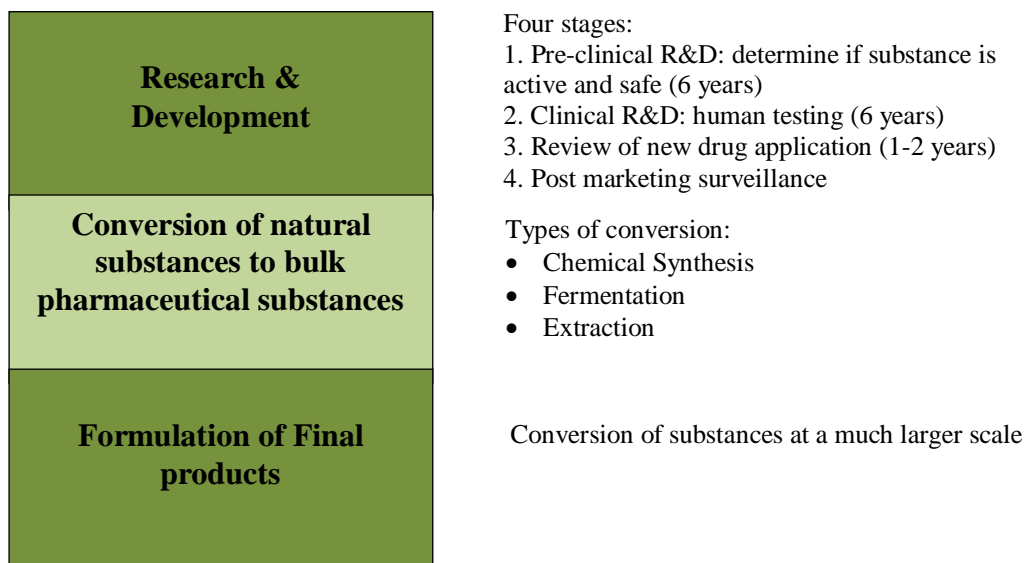 Research &
Development
Four stages:
1. Pre-clinical R&D: determine if substance is
active and safe (6 years)
2. Clinical R&D: human testing (6 years)
3. Review of new drug application (1-2 years)
4. Post marketing surveillance
Conversion of natural
substances to bulk
pharmaceutical substances
Types of conversion:
• Chemical Synthesis
• Fermentation
• Extraction
Formulation of Final
products
Conversion of substances at a much larger scale